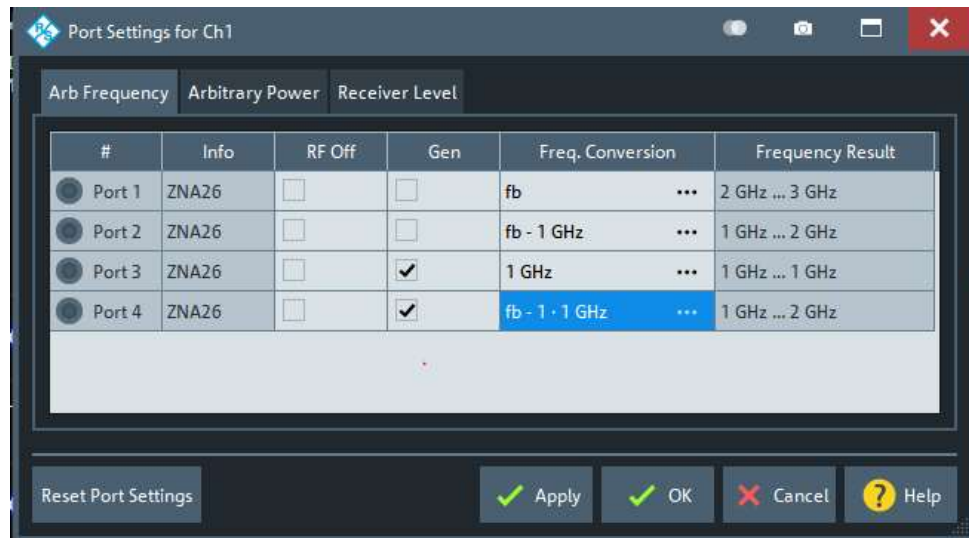 Port Settings for Ch1
Arb Frequency Arbitrary Power Receiver Level
# Info RF Off Gen Freq. Conversion Frequency Result
Port 1 ZNA26 fb ••• 2 GHz ... 3 GHz
Port 2 ZNA26 fb - 1 GHz ••• 1 GHz ... 2 GHz
Port 3 ZNA26 1 GHz ••• 1 GHz ... 1 GHz
Port 4 ZNA26 fb - 1 · 1 GHz ••• 1 GHz ... 2 GHz
Reset Port Settings Apply OK Cancel ? Help